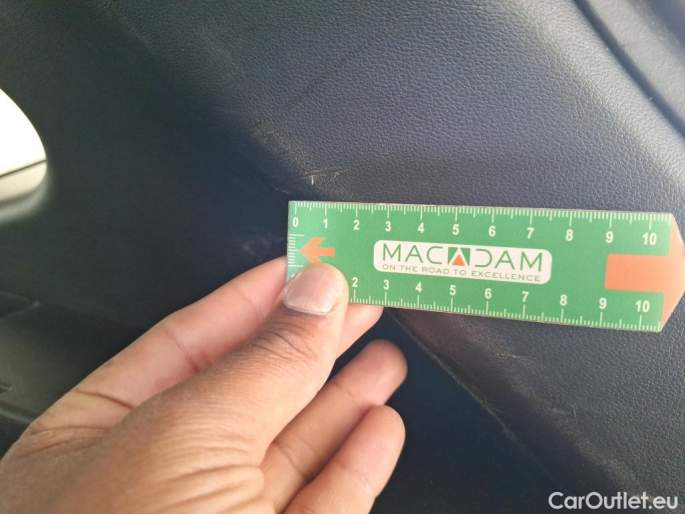 0 1 2 3 4 5 6 7 8 9 10
MACADAM
ON THE ROAD TO EXCELLENCE
2 3 4 5 6 7 8 9 10
CarOutlet.eu